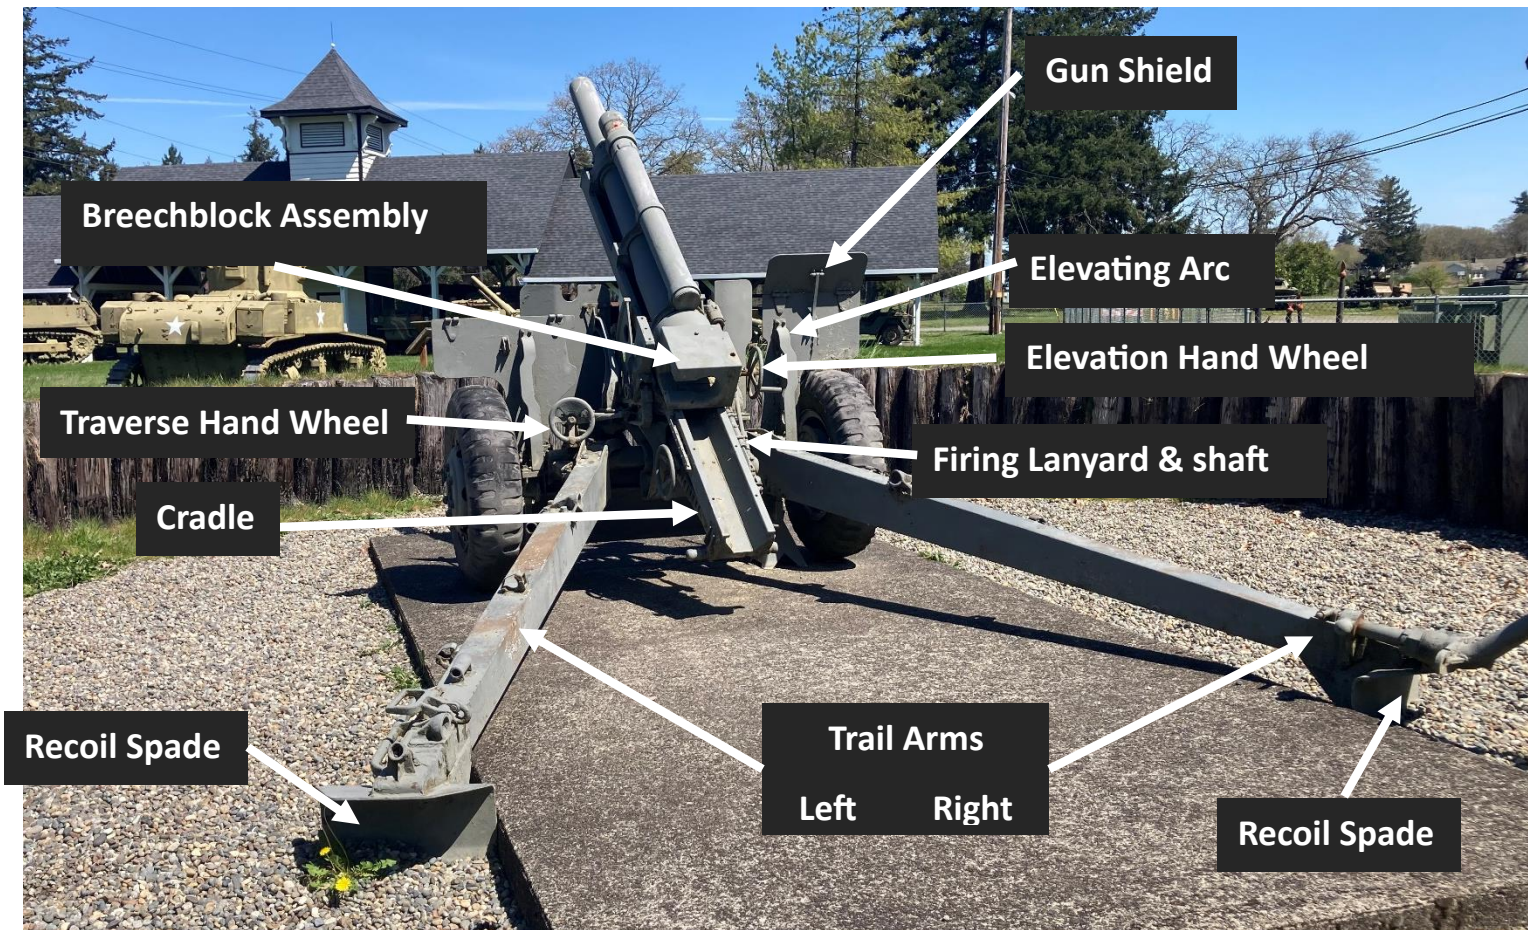 Gun Shield
Breechblock Assembly
Elevating Arc
Elevation Hand Wheel
Traverse Hand Wheel
Firing Lanyard & shaft
Cradle
Trail Arms
Left Right
Recoil Spade
Recoil Spade